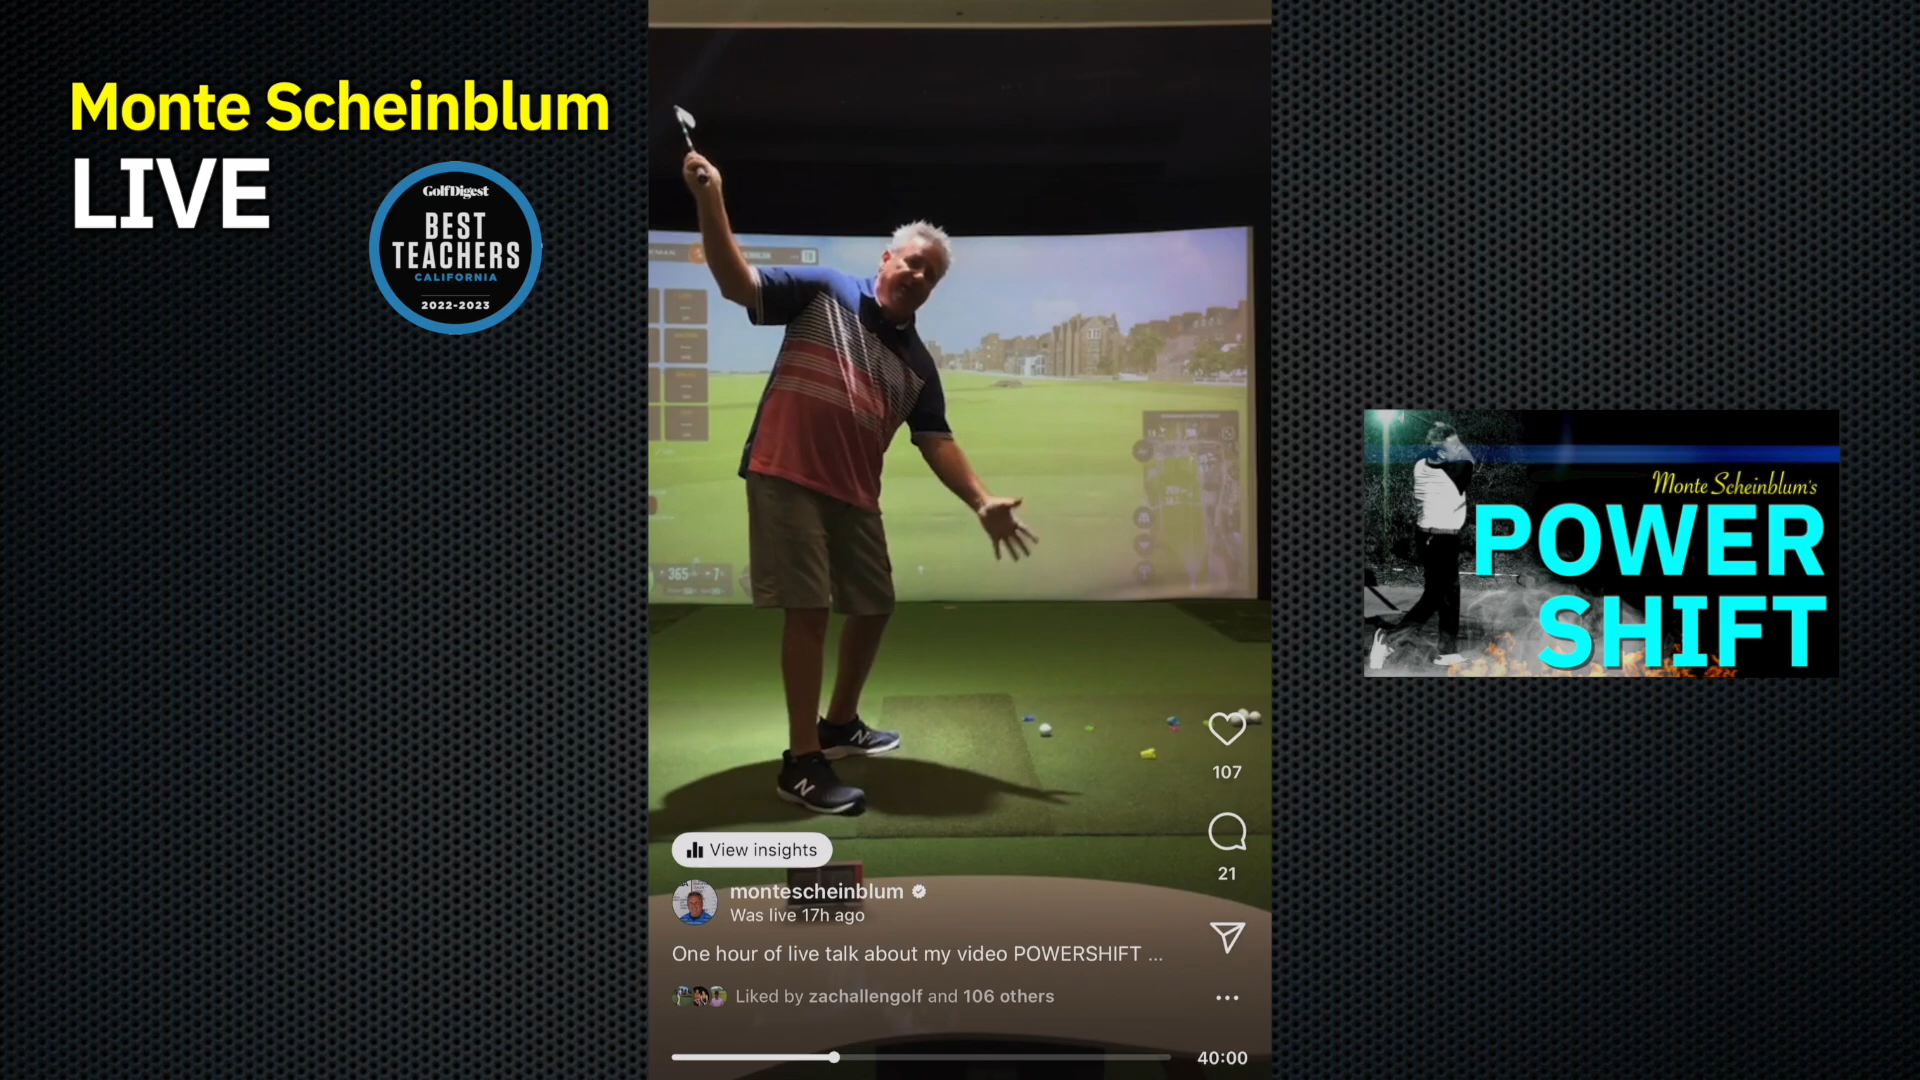 Monte Scheinblum
LIVE
GolfDigest
BEST
TEACHERS
CALIFORNIA
2022-2023
365
7
N
N
Monte Scheinblum's
POWER
SHIFT
107
21
View insights
montescheinblum
Was live 17h ago
One hour of live talk about my video POWERSHIFT ...
Liked by zachallengolf and 106 others
40:00